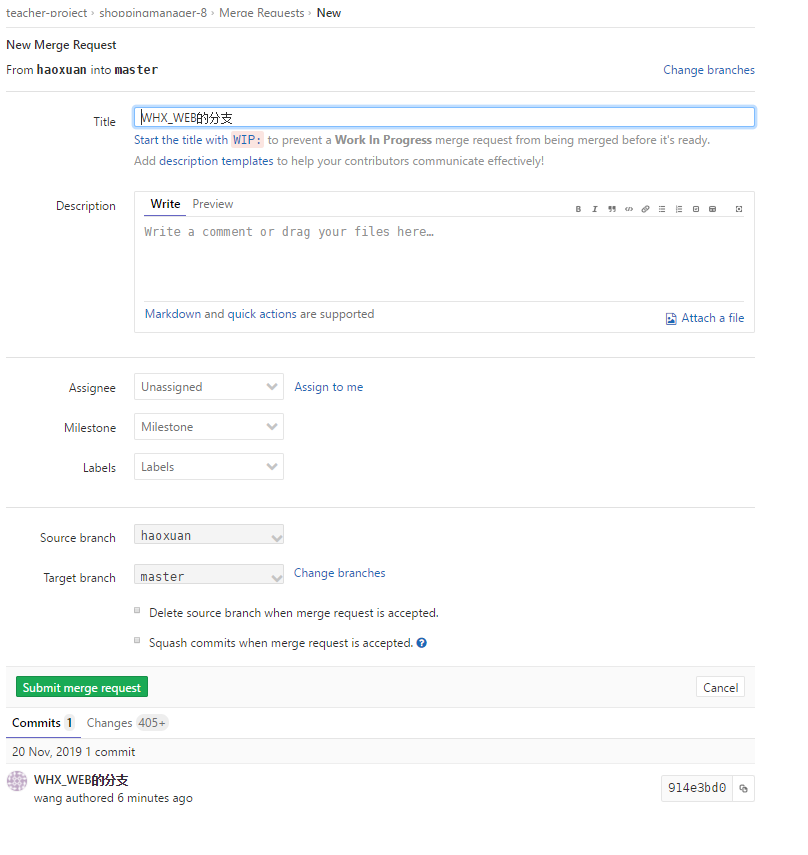 teacher-project › shoppingmanager-8 › Merge Requests › New
New Merge Request
From haoxuan into master
Change branches
Title
WHX_WEB的分支
Start the title with WIP: to prevent a Work In Progress merge request from being merged before it's ready.
Add description templates to help your contributors communicate effectively!
Description
Write Preview
Write a comment or drag your files here…
Markdown and quick actions are supported
Attach a file
Assignee
Unassigned
Assign to me
Milestone
Milestone
Labels
Labels
Source branch
haoxuan
Target branch
master
Change branches
Delete source branch when merge request is accepted.
Squash commits when merge request is accepted.
Submit merge request
Cancel
Commits 1 Changes 405+
20 Nov, 2019 1 commit
WHX_WEB的分支
wang authored 6 minutes ago
914e3bd0